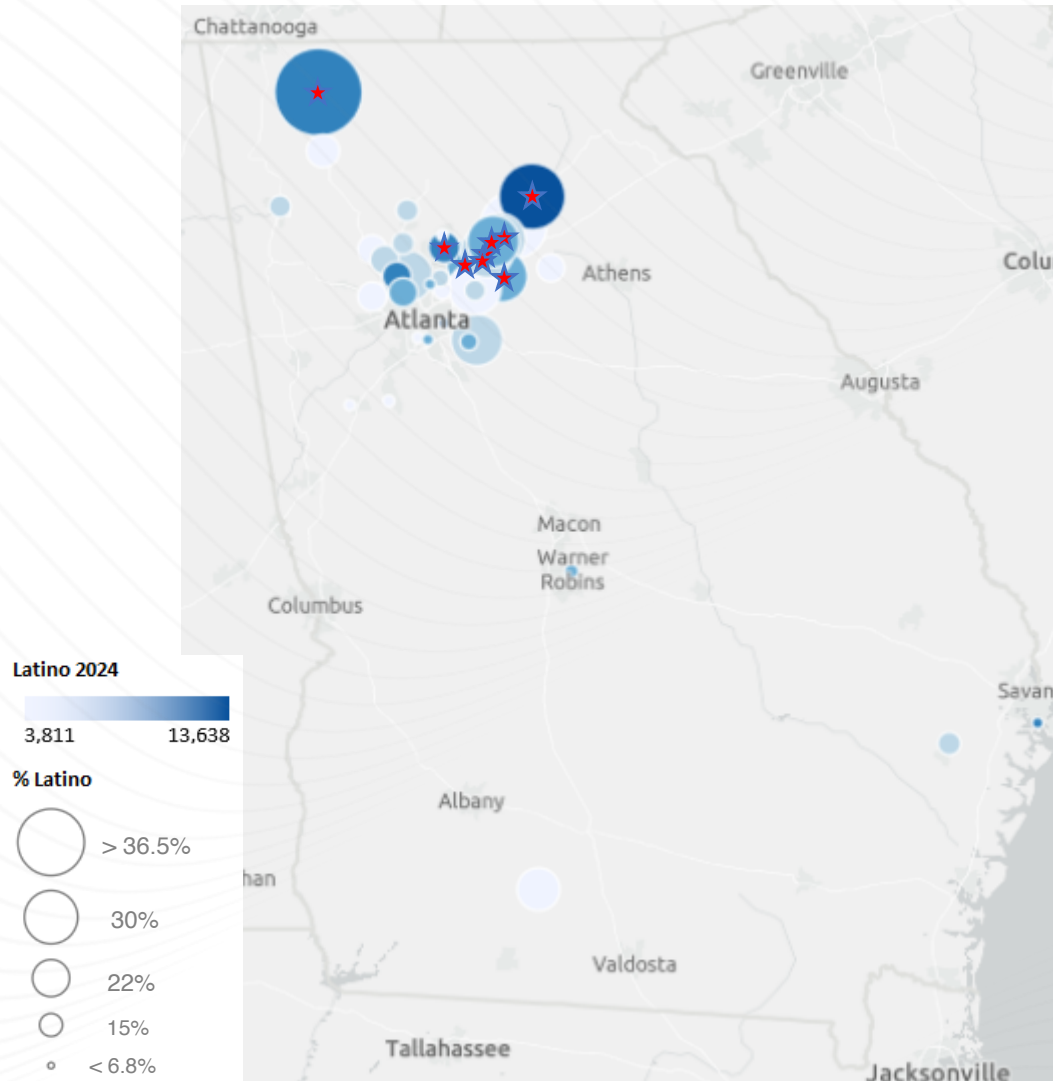 Chattanooga
Greenville
Athens
Colu
Atlanta
Augusta
Macon
Warner
Robins
Columbus
Latino 2024
3,811 13,638
Savan
% Latino
Albany
> 36.5%
han
30%
Valdosta
22%
15%
Tallahassee
< 6.8%
Jacksonville